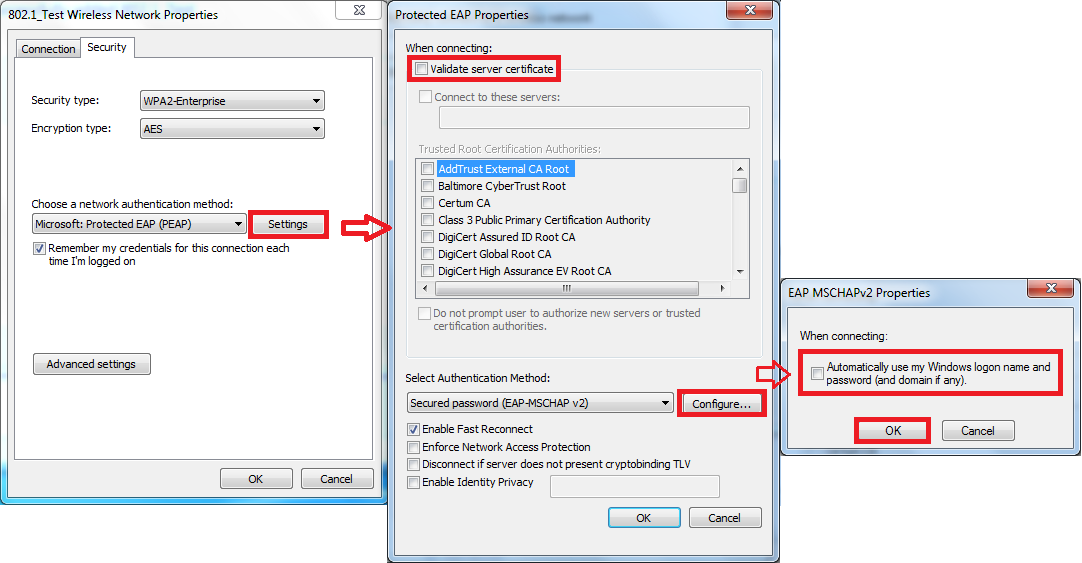 802.1_Test Wireless Network Properties
Connection
Security
Security type:
WPA2-Enterprise
Encryption type:
AES
Choose a network authentication method:
Microsoft: Protected EAP (PEAP)
Settings
Remember my credentials for this connection each
time I'm logged on
Advanced settings
OK
Cancel
Protected EAP Properties
When connecting:
Validate server certificate
Connect to these servers:
Trusted Root Certification Authorities:
AddTrust External CA Root
Baltimore CyberTrust Root
Certum CA
Class 3 Public Primary Certification Authority
DigiCert Assured ID Root CA
DigiCert Global Root CA
DigiCert High Assurance EV Root CA
Do not prompt user to authorize new servers or trusted
certification authorities.
Select Authentication Method:
Secured password (EAP-MSCHAP v2)
Configure...
Enable Fast Reconnect
Enforce Network Access Protection
Disconnect if server does not present cryptobinding TLV
Enable Identity Privacy
OK
Cancel
EAP MSCHAPv2 Properties
When connecting:
Automatically use my Windows logon name and
password (and domain if any).
OK
Cancel